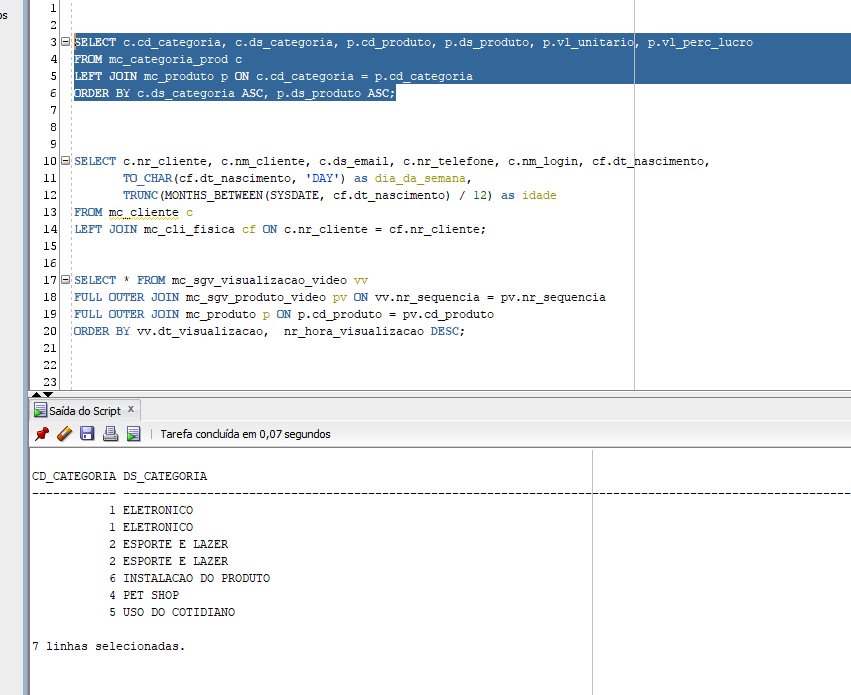 os
1
2
3 SELECT c.cd_categoria, c.ds_categoria, p.cd_produto, p.ds_produto, p.vl_unitario, p.vl_perc_lucro
4 FROM mc_categoria_prod c
5 LEFT JOIN mc_produto p ON c.cd_categoria = p.cd_categoria
6 ORDER BY c.ds_categoria ASC, p.ds_produto ASC;
7
8
9
10 SELECT c.nr_cliente, c.nm_cliente, c.ds_email, c.nr_telefone, c.nm_login, cf.dt_nascimento,
11 TO_CHAR(cf.dt_nascimento, 'DAY') as dia_da_semana,
12 TRUNC(MONTHS_BETWEEN(SYSDATE, cf.dt_nascimento) / 12) as idade
13 FROM mc_cliente c
14 LEFT JOIN mc_cli_fisica cf ON c.nr_cliente = cf.nr_cliente;
15
16
17 SELECT * FROM mc_sgv_visualizacao_video vv
18 FULL OUTER JOIN mc_sgv_produto_video pv ON vv.nr_sequencia = pv.nr_sequencia
19 FULL OUTER JOIN mc_produto p ON p.cd_produto = pv.cd_produto
20 ORDER BY vv.dt_visualizacao,  nr_hora_visualizacao DESC;
21
22
23
Saída do Script x
Tarefa concluída em 0,07 segundos
CD_CATEGORIA DS_CATEGORIA
1 ELETRONICO
1 ELETRONICO
2 ESPORTE E LAZER
2 ESPORTE E LAZER
6 INSTALACAO DO PRODUTO
4 PET SHOP
5 USO DO COTIDIANO
7 linhas selecionadas.